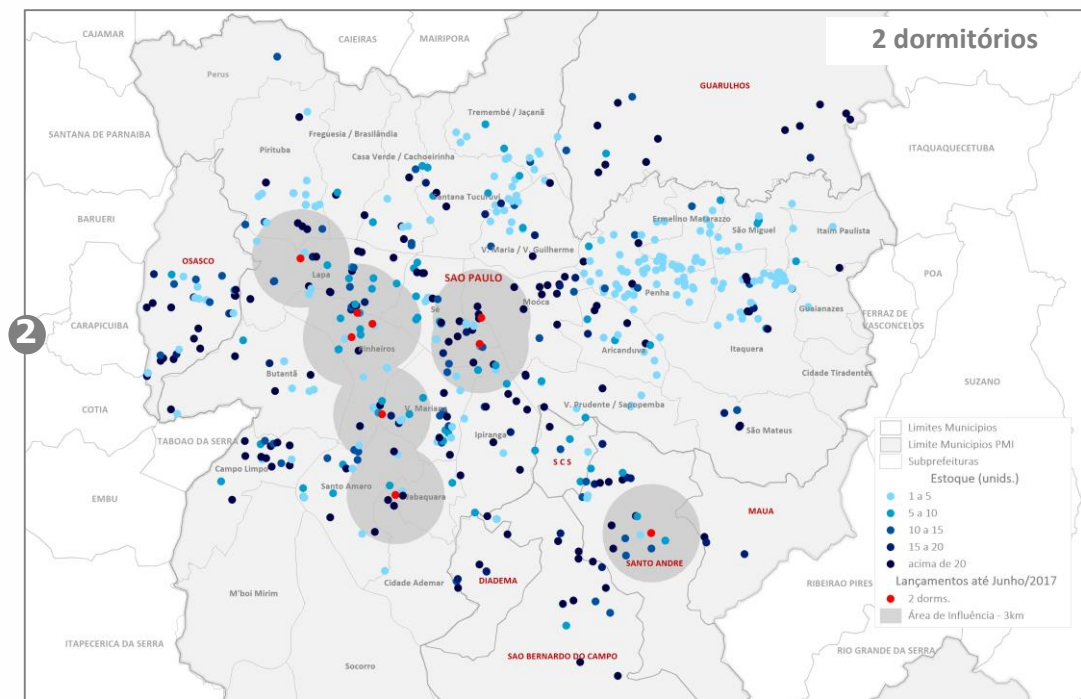 2 dormitórios
CAJAMAR
CAIEIRAS
MAIRIPORA
Perus
GUARULHOS
SANTANA DE PARNAIBA
Tremembé / Jaçanã
Freguesia / Brasilândia
Pirituba
Casa Verde / Cachoeirinha
ITAQUAQUECETUBA
Santana Tucuruvi
BARUERI
Ermelino Matarazzo
São Miguel
Itaim Paulista
V. Maria / V. Guilherme
OSASCO
Lapa
SAO PAULO
POA
Penha
Mooca
Sé
Guaianazes
FERRAZ DE
VASCONCELOS
CARAPICUIBA
2
Pinheiros
Aricanduva
Itaquera
Butantã
Cidade Tiradentes
SUZANO
COTIA
V. Mariana
V. Prudente / Sapopemba
TABOAO DA SERRA
Ipiranga
São Mateus
S C S
Campo Limpo
Santo Amaro
Jabaquara
EMBU
MAUA
SANTO ANDRE
Cidade Ademar
DIADEMA
M'boi Mirim
RIBEIRAO PIRES
ITAPECERICA DA SERRA
SAO BERNARDO DO CAMPO
RIO GRANDE DA SERRA
Socorro
Limites Municipios
Limite Municipios PMI
Subprefeituras
Estoque (unids.)
1 a 5
5 a 10
10 a 15
15 a 20
acima de 20
Lançamentos até Junho/2017
2 dorms.
Área de Influência - 3km